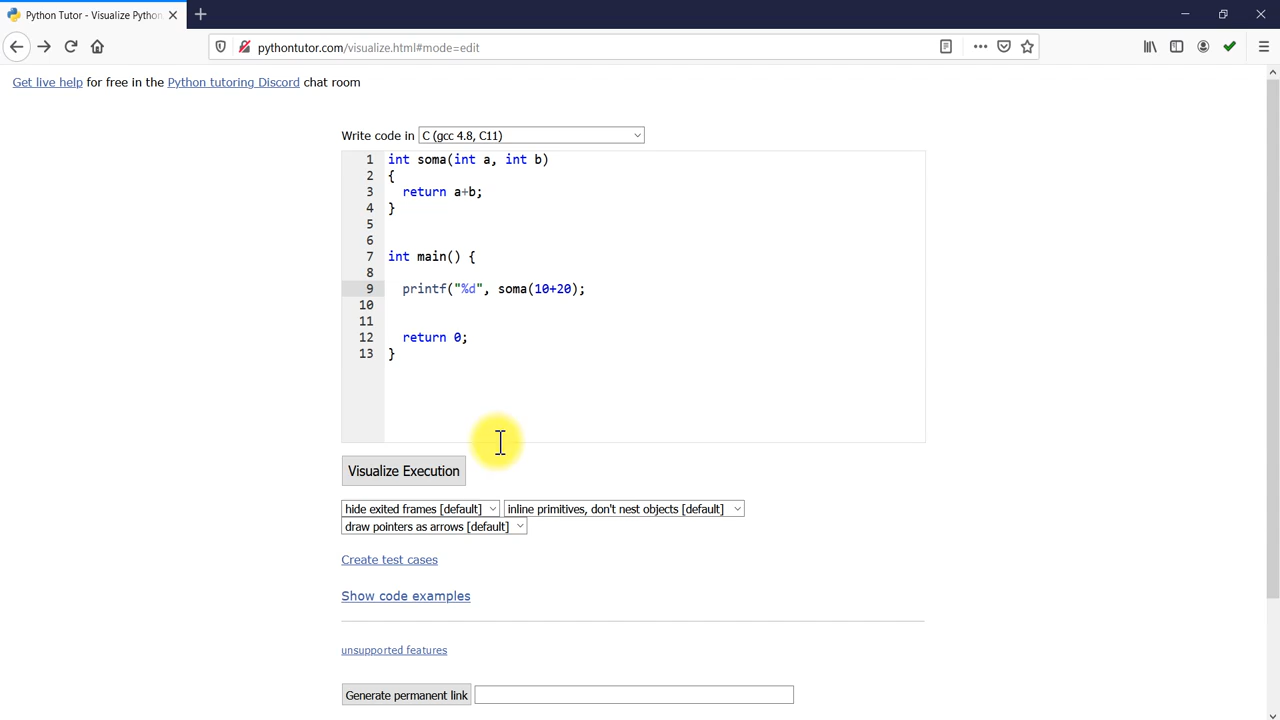 Python Tutor - Visualize Python
pythontutor.com/visualize.html#mode=edit
Get live help for free in the Python tutoring Discord chat room
Write code in C (gcc 4.8, C11)
1 int soma(int a, int b)
2 {
3 return a+b;
4 }
5
6
7 int main() {
8
9 printf("%d", soma(10+20);
10
11
12 return 0;
13 }
Visualize Execution
hide exited frames [default] inline primitives, don't nest objects [default]
draw pointers as arrows [default]
Create test cases
Show code examples
unsupported features
Generate permanent link